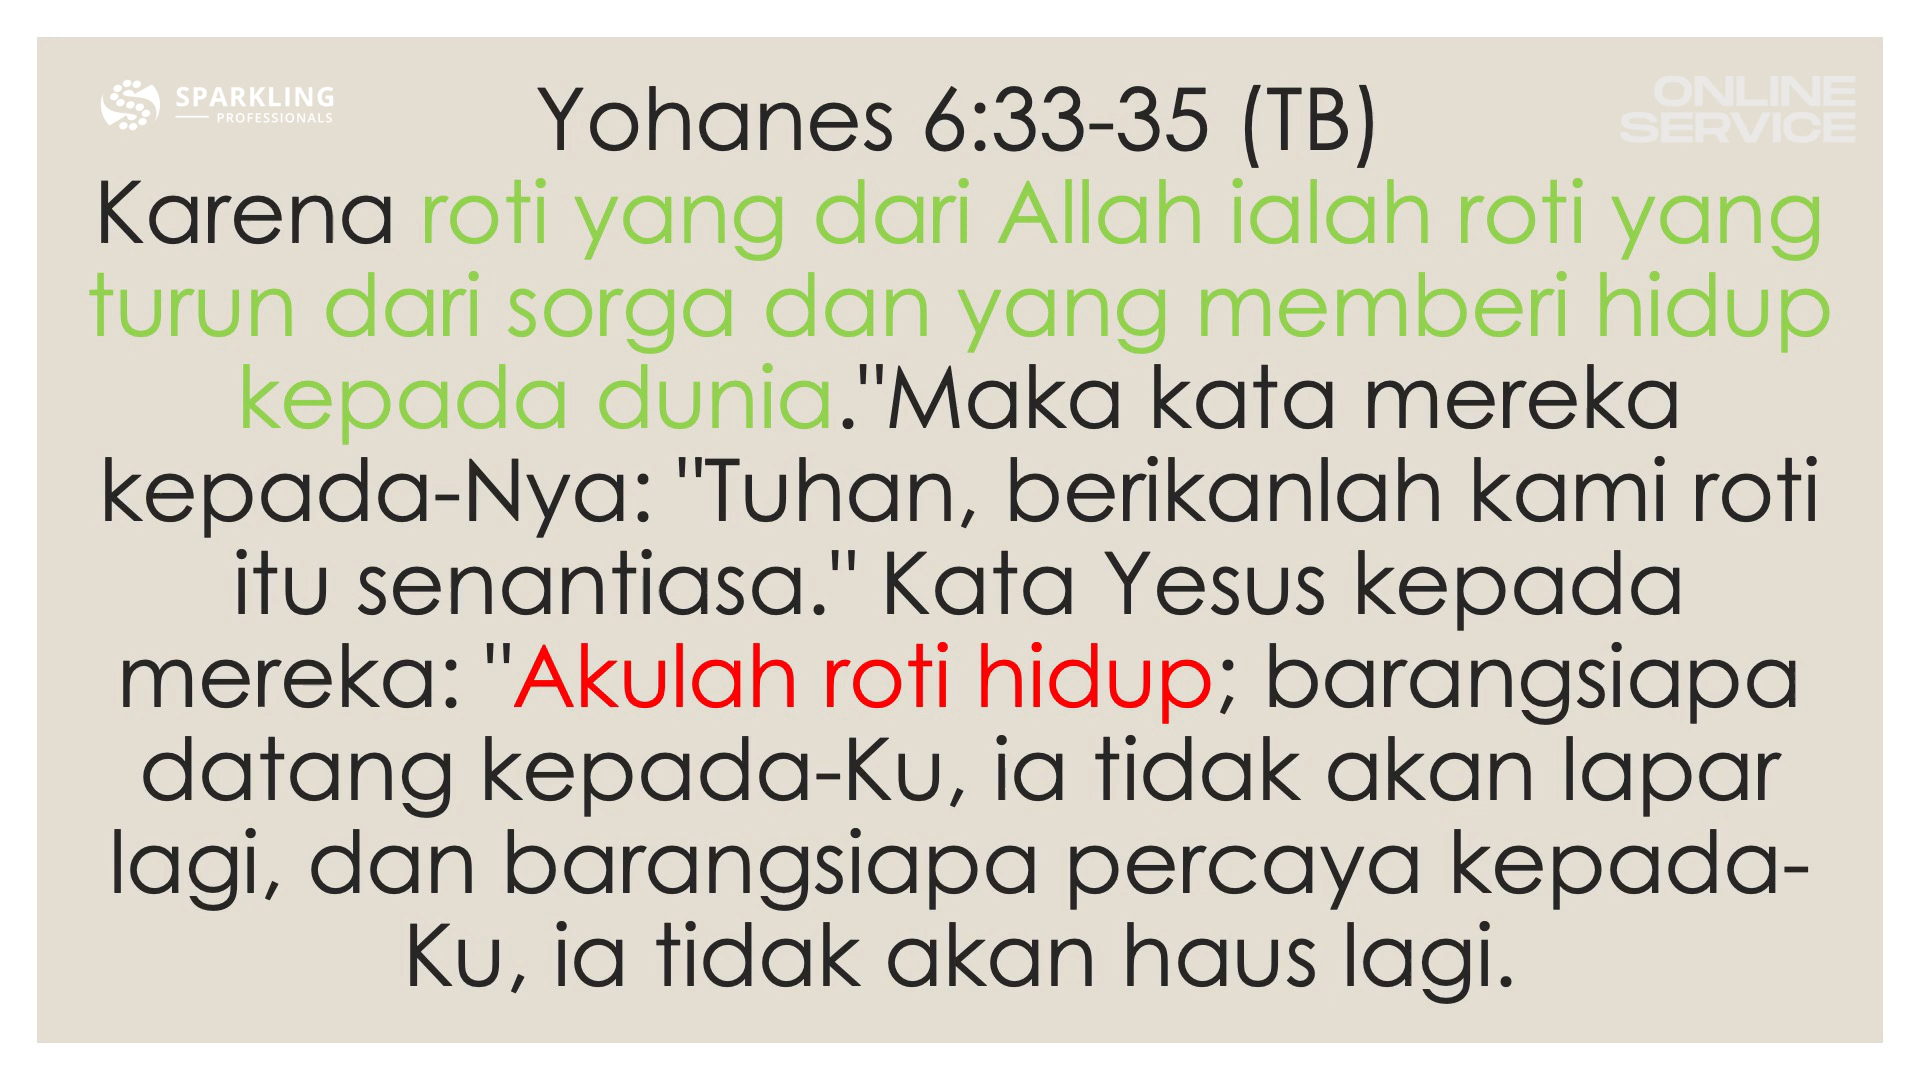 SPARKLING
PROFESSIONALS
ONLINE
SERVICE
Yohanes 6:33-35 (TB)
Karena roti yang dari Allah ialah roti yang
turun dari sorga dan yang memberi hidup
kepada dunia."Maka kata mereka
kepada-Nya: "Tuhan, berikanlah kami roti
itu senantiasa." Kata Yesus kepada
mereka: "Akulah roti hidup; barangsiapa
datang kepada-Ku, ia tidak akan lapar
lagi, dan barangsiapa percaya kepada-
Ku, ia tidak akan haus lagi.